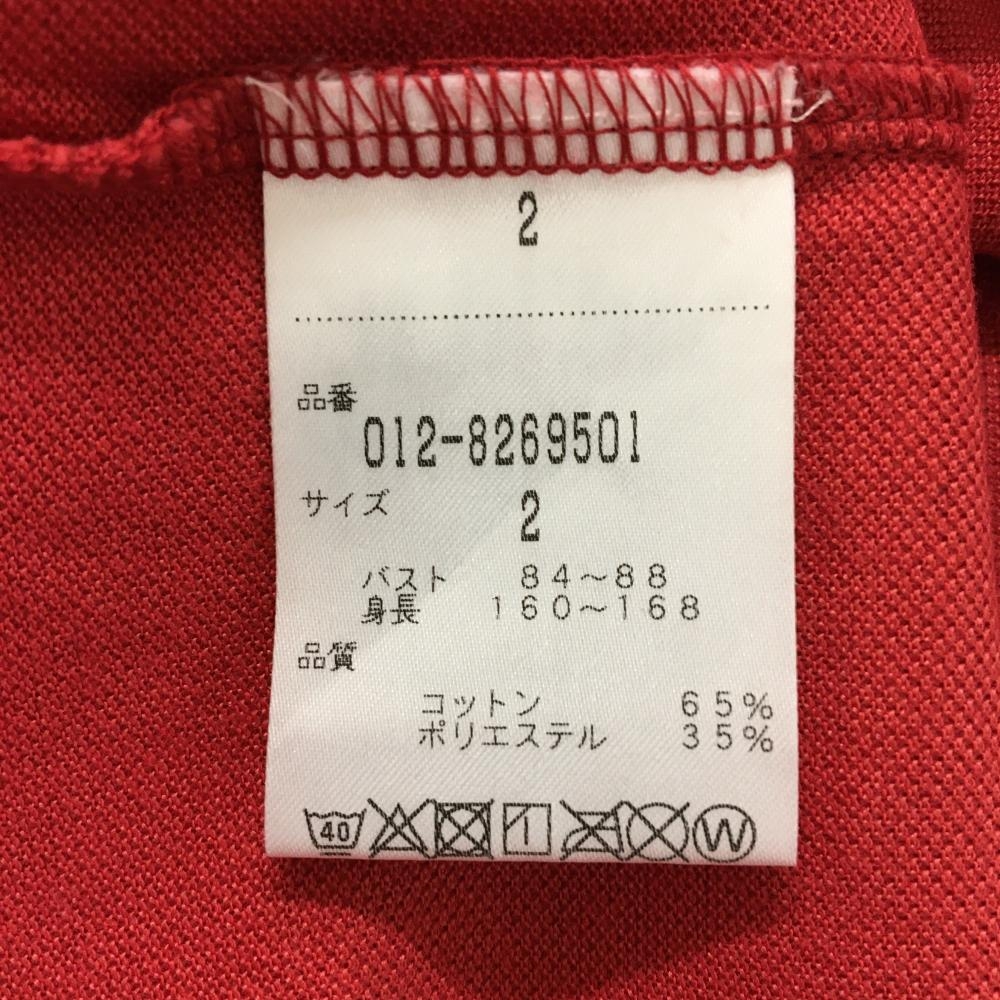 2
品番
012-8269501
サイズ 2
バスト 84～88
身長 160～168
品質
コットン 65%
ポリエステル 35%
40 W